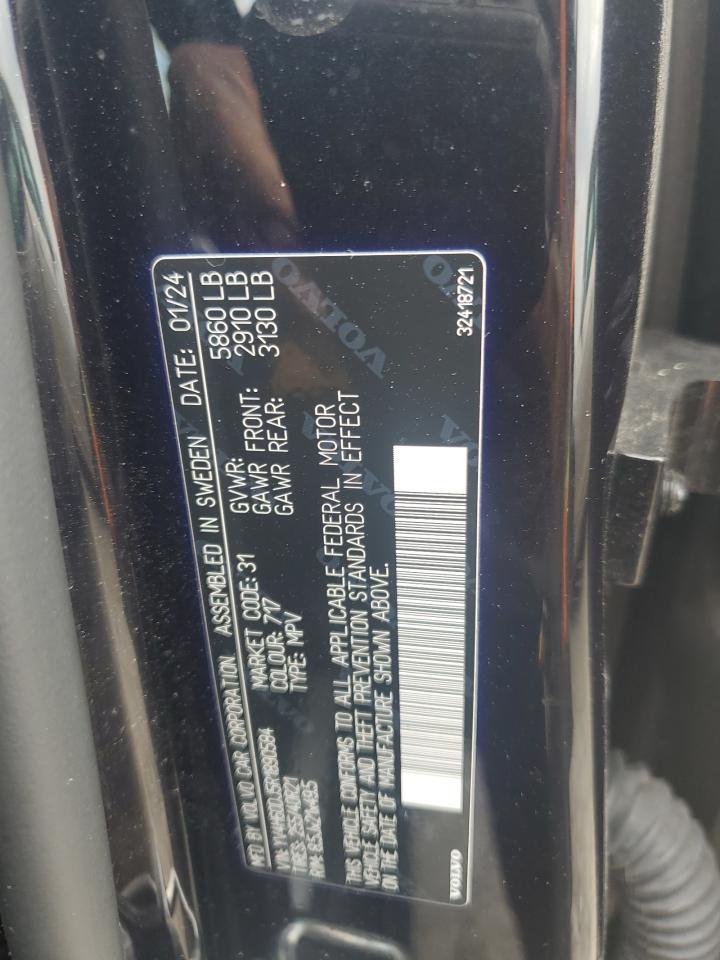 MFD BY VOLVO CAR CORPORATION ASSEMBLED IN SWEDEN DATE: 01/24
VIN:
MARKET CODE: 31
COLOUR: 717
TYPE: MPV
GVWR: 5860 LB
GAWR FRONT: 2910 LB
GAWR REAR: 3130 LB
THIS VEHICLE CONFORMS TO ALL APPLICABLE FEDERAL MOTOR
VEHICLE SAFETY AND THEFT PREVENTION STANDARDS IN EFFECT
ON THE DATE OF MANUFACTURE SHOWN ABOVE.
VOLVO
32418721